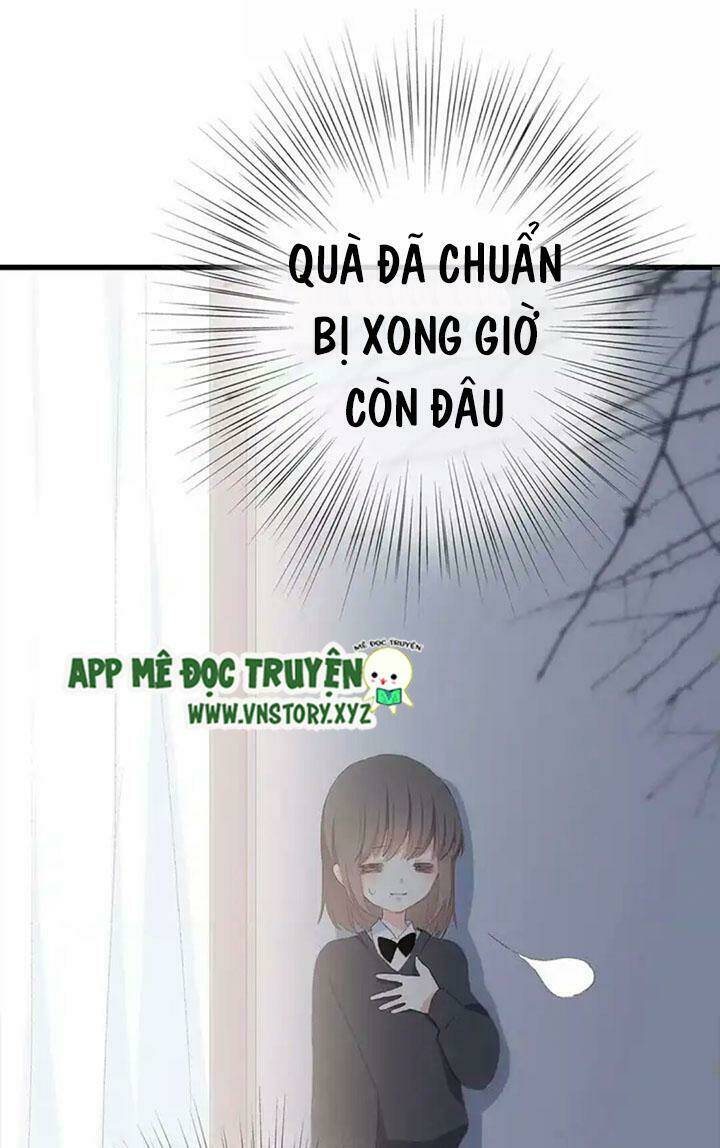 QUÀ ĐÃ CHUẨN
BỊ XONG GIỜ
CÒN ĐÂU
MÊ ĐỌC TRUYỆN
APP MÊ ĐỌC TRUYỆN
WWW.VNSTORY.XYZ